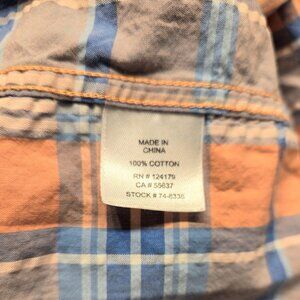 MADE IN
CHINA
100% COTTON
RN # 124179
CA # 55637
STOCK # 74-8336